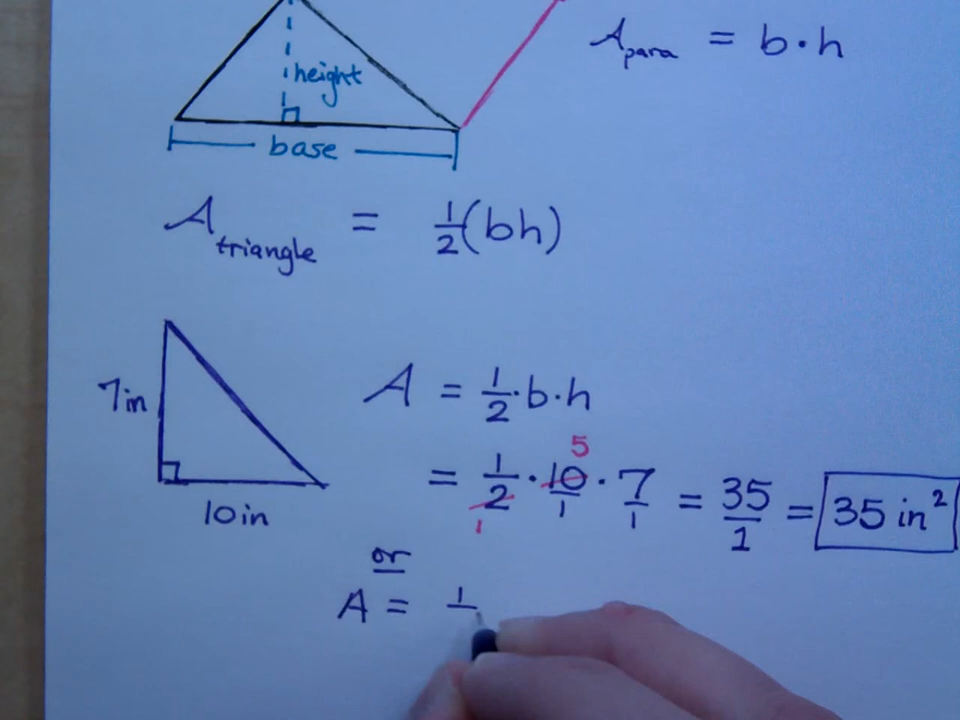 A para = b·h
height
base
A triangle = 1/2(bh)
7in
10in
A = 1/2·b·h
= 1/2 1 · 10/1 5 · 7/1 = 35/1 = 35 in²
or
A = 1